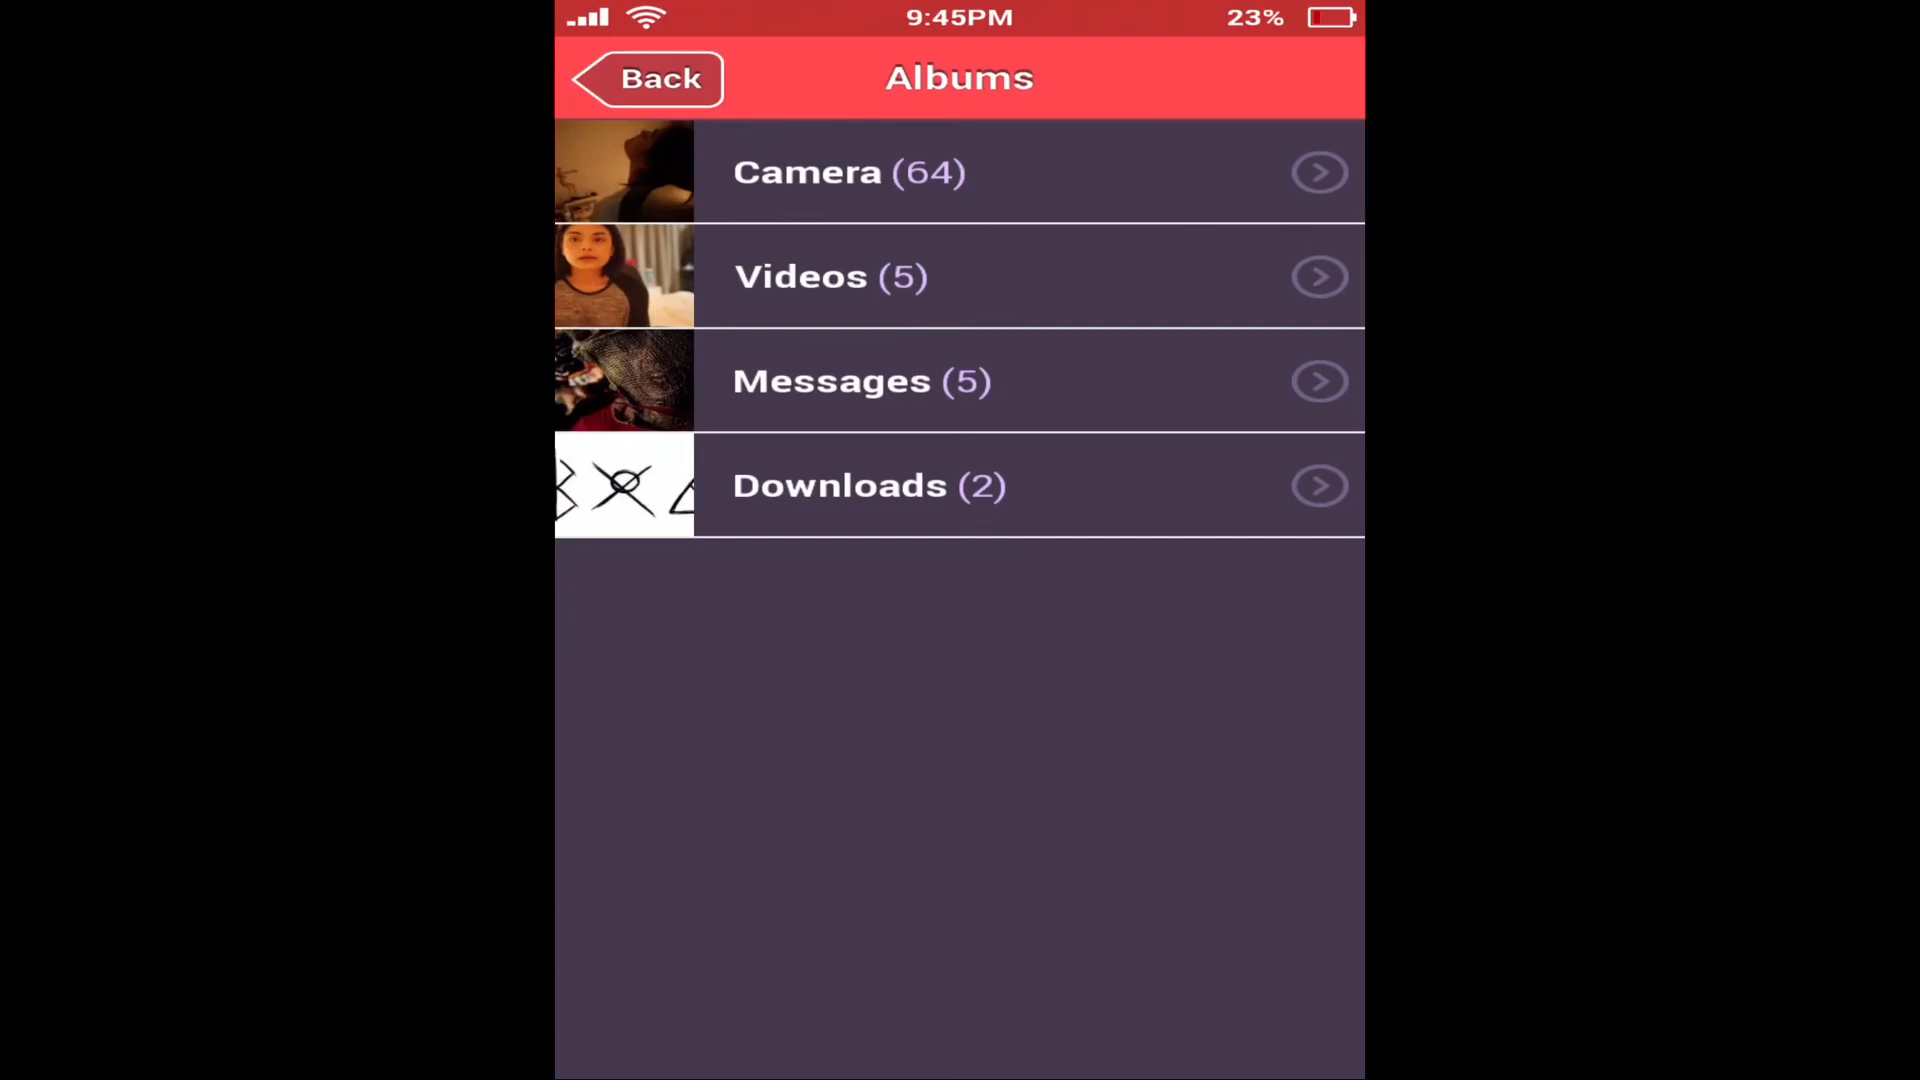 9:45PM 23%
Back Albums
Camera (64)
Videos (5)
Messages (5)
Downloads (2)